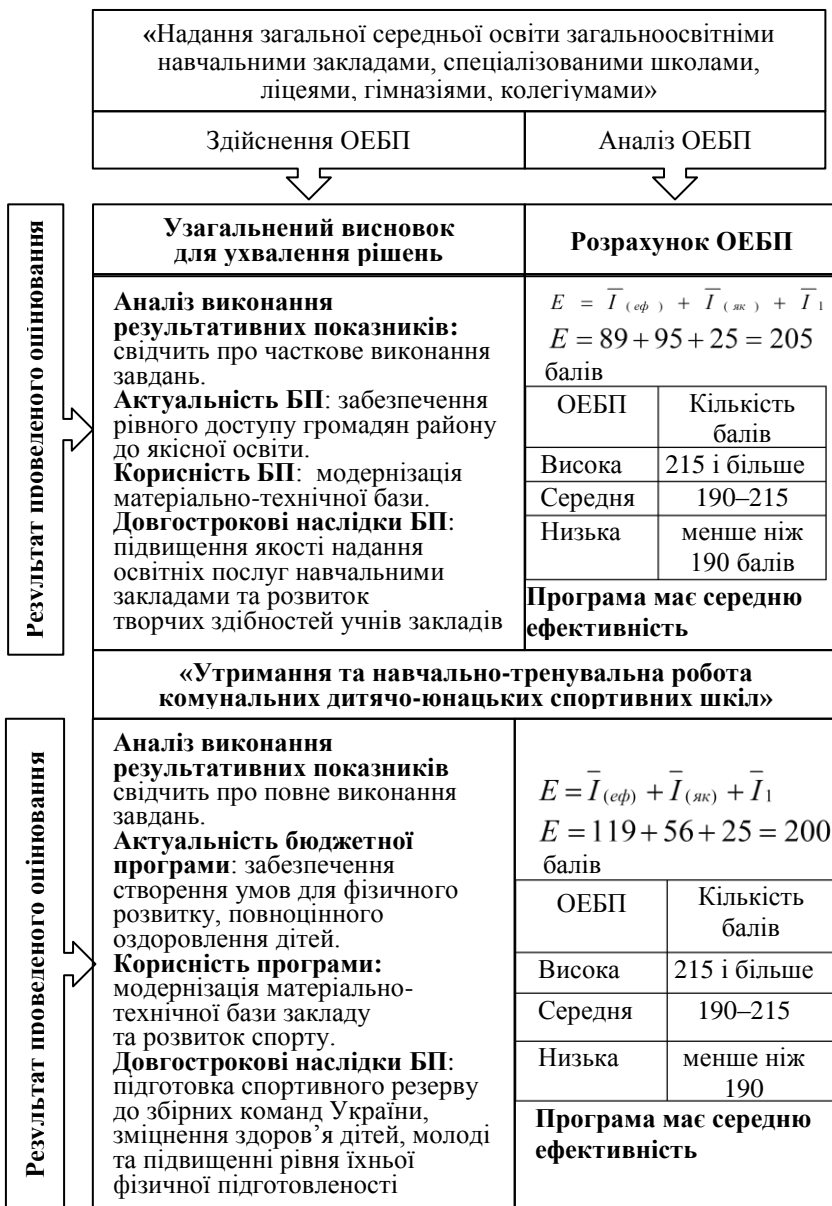 «Надання загальної середньої освіти загальноосвітніми
навчальними закладами, спеціалізованими школами,
ліцеями, гімназіями, колегіумами»
Здійснення ОЕБП
Аналіз ОЕБП
Результат проведеного оцінювання
Узагальнений висновок
для ухвалення рішень
Розрахунок ОЕБП
Аналіз виконання
результативних показників:
свідчить про часткове виконання
завдань.
Актуальність БП: забезпечення
рівного доступу громадян району
до якісної освіти.
Корисність БП: модернізація
матеріально-технічної бази.
Довгострокові наслідки БП:
підвищення якості надання
освітніх послуг навчальними
закладами та розвиток
творчих здібностей учнів закладів
E = I̅ (еф ) + I̅ (як ) + I̅ 1
E = 89 + 95 + 25 = 205
балів
ОЕБП Кількість
балів
Висока 215 і більше
Середня 190–215
Низька менше ніж
190 балів
Програма має середню
ефективність
«Утримання та навчально-тренувальна робота
комунальних дитячо-юнацьких спортивних шкіл»
Результат проведеного оцінювання
Аналіз виконання
результативних показників
свідчить про повне виконання
завдань.
Актуальність бюджетної
програми: забезпечення
створення умов для фізичного
розвитку, повноцінного
оздоровлення дітей.
Корисність програми:
модернізація матеріально-
технічної бази закладу
та розвиток спорту.
Довгострокові наслідки БП:
підготовка спортивного резерву
до збірних команд України,
зміцнення здоров’я дітей, молоді
та підвищенні рівня їхньої
фізичної підготовленості
E = I̅ (еф) + I̅ (як) + I̅ 1
E = 119 + 56 + 25 = 200
балів
ОЕБП Кількість
балів
Висока 215 і більше
Середня 190–215
Низька менше ніж
190
Програма має середню
ефективність